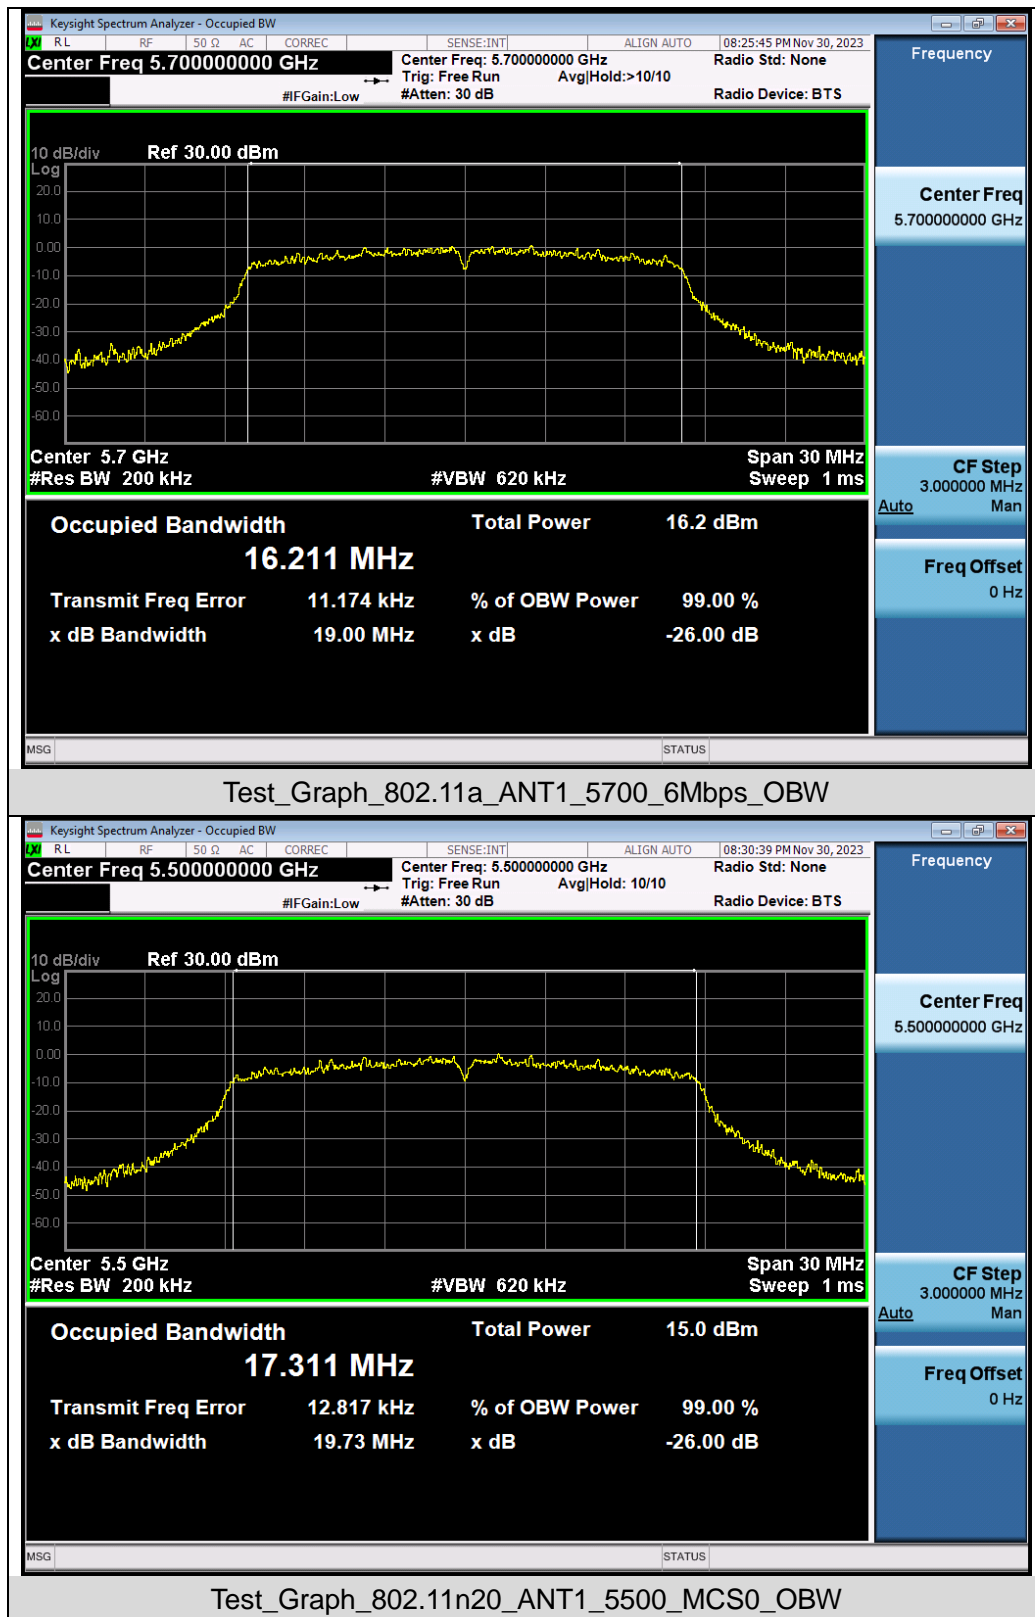 Keysight Spectrum Analyzer - Occupied BW
LXI RL RF 50 Ω AC CORREC SENSE:INT ALIGN AUTO 08:25:45 PM Nov 30, 2023
Center Freq 5.700000000 GHz
Center Freq: 5.700000000 GHz
Radio Std: None
Trig: Free Run Avg|Hold:>10/10
#IFGain:Low
#Atten: 30 dB
Radio Device: BTS
Frequency
10 dB/div Ref 30.00 dBm
Log
20.0
10.0
0.00
-10.0
-20.0
-30.0
-40.0
-50.0
-60.0
Center Freq
5.700000000 GHz
Center 5.7 GHz Span 30 MHz
#Res BW 200 kHz #VBW 620 kHz Sweep 1 ms
CF Step
3.000000 MHz
Auto Man
Occupied Bandwidth Total Power 16.2 dBm
16.211 MHz
Freq Offset
0 Hz
Transmit Freq Error 11.174 kHz % of OBW Power 99.00 %
x dB Bandwidth 19.00 MHz x dB -26.00 dB
MSG STATUS
Test_Graph_802.11a_ANT1_5700_6Mbps_OBW
Keysight Spectrum Analyzer - Occupied BW
LXI RL RF 50 Ω AC CORREC SENSE:INT ALIGN AUTO 08:30:39 PM Nov 30, 2023
Center Freq 5.500000000 GHz
Center Freq: 5.500000000 GHz
Radio Std: None
Trig: Free Run Avg|Hold: 10/10
#IFGain:Low
#Atten: 30 dB
Radio Device: BTS
Frequency
10 dB/div Ref 30.00 dBm
Log
20.0
10.0
0.00
-10.0
-20.0
-30.0
-40.0
-50.0
-60.0
Center Freq
5.500000000 GHz
Center 5.5 GHz Span 30 MHz
#Res BW 200 kHz #VBW 620 kHz Sweep 1 ms
CF Step
3.000000 MHz
Auto Man
Occupied Bandwidth Total Power 15.0 dBm
17.311 MHz
Freq Offset
0 Hz
Transmit Freq Error 12.817 kHz % of OBW Power 99.00 %
x dB Bandwidth 19.73 MHz x dB -26.00 dB
MSG STATUS
Test_Graph_802.11n20_ANT1_5500_MCS0_OBW